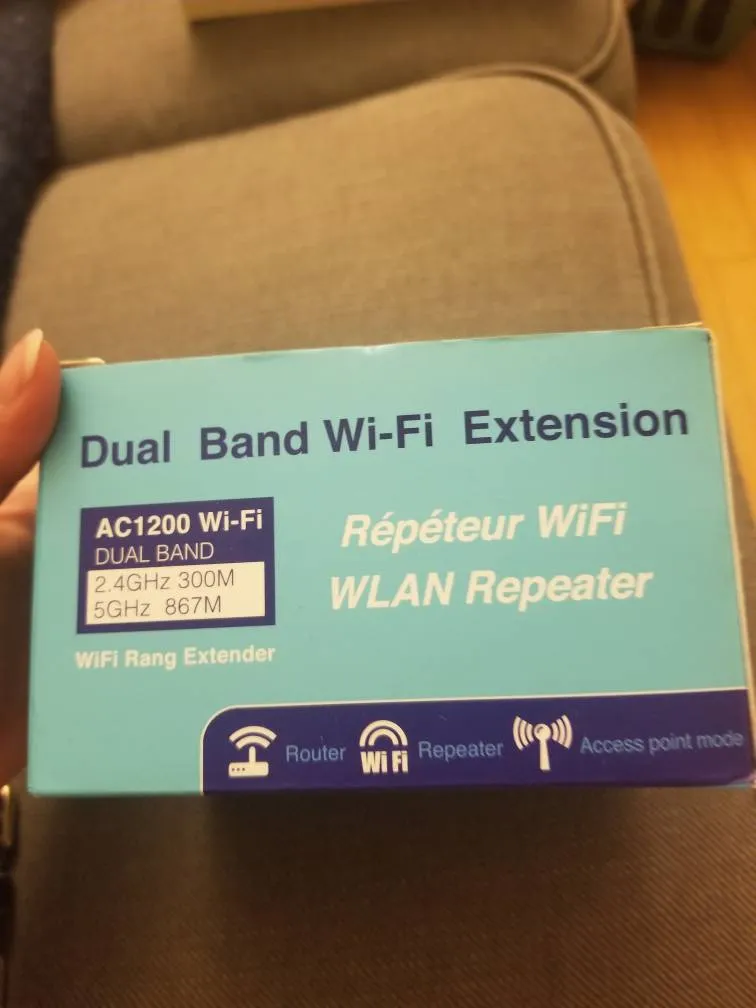 Dual Band Wi-Fi Extension
AC1200 Wi-Fi
DUAL BAND
2.4GHz 300M
5GHz 867M
WiFi Rang Extender
Répéteur WiFi
WLAN Repeater
Router
Wi Fi
Repeater
Access point mode